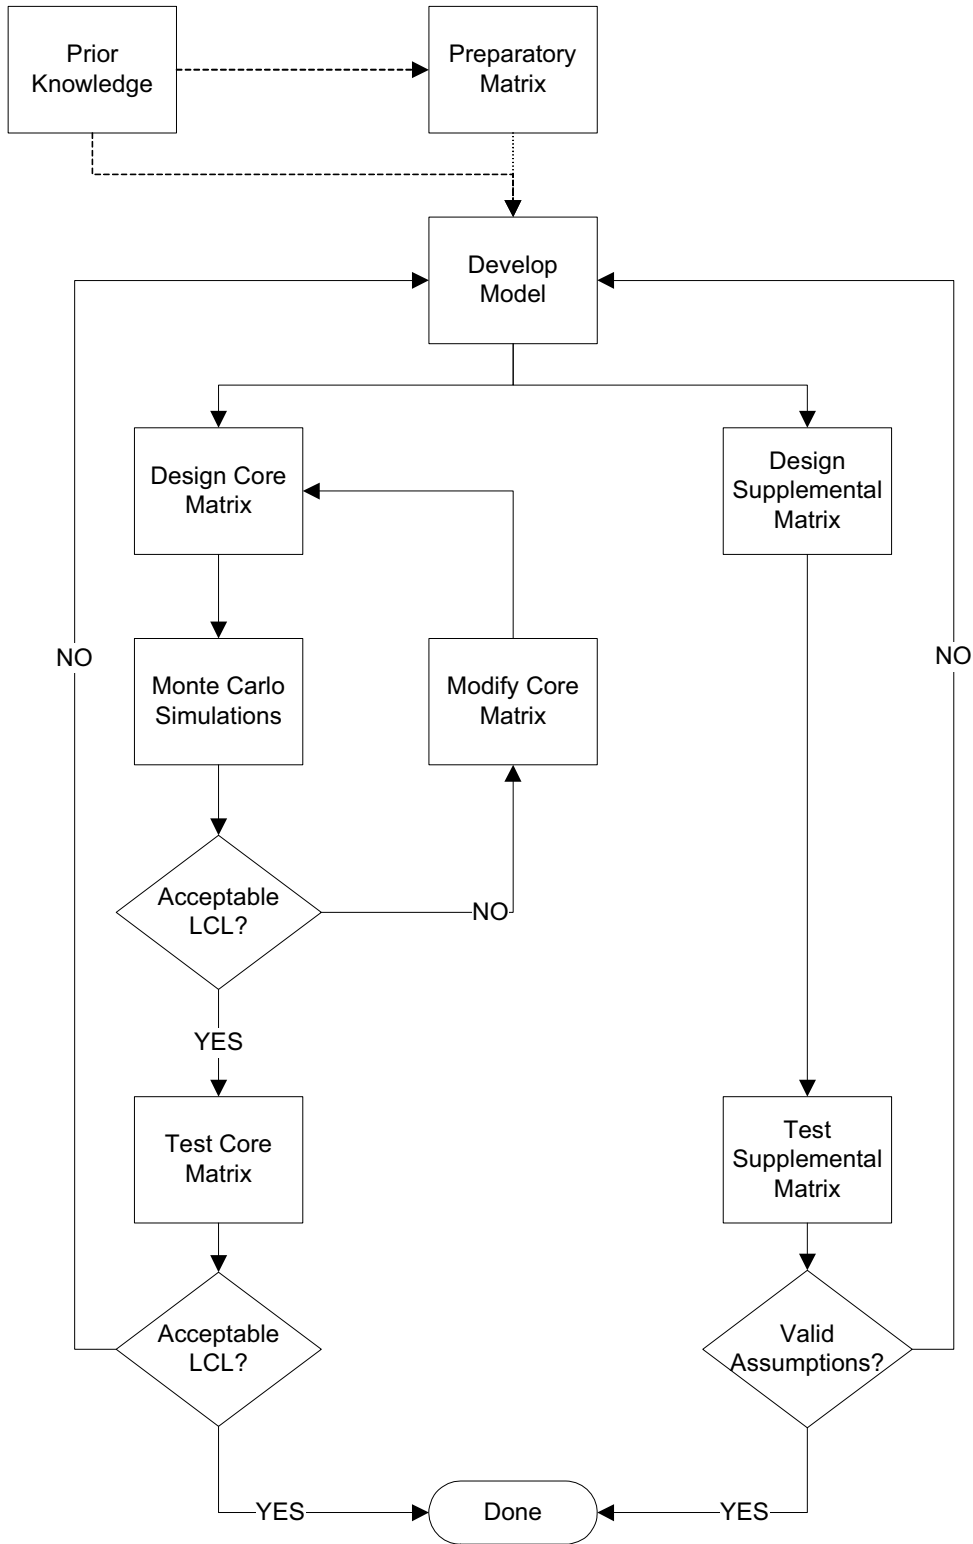 Prior
Knowledge
Preparatory
Matrix
Develop
Model
Design Core
Matrix
Design
Supplemental
Matrix
NO
Monte Carlo
Simulations
Modify Core
Matrix
NO
Acceptable
LCL?
NO
YES
Test Core
Matrix
Test
Supplemental
Matrix
Acceptable
LCL?
Valid
Assumptions?
YES
Done
YES